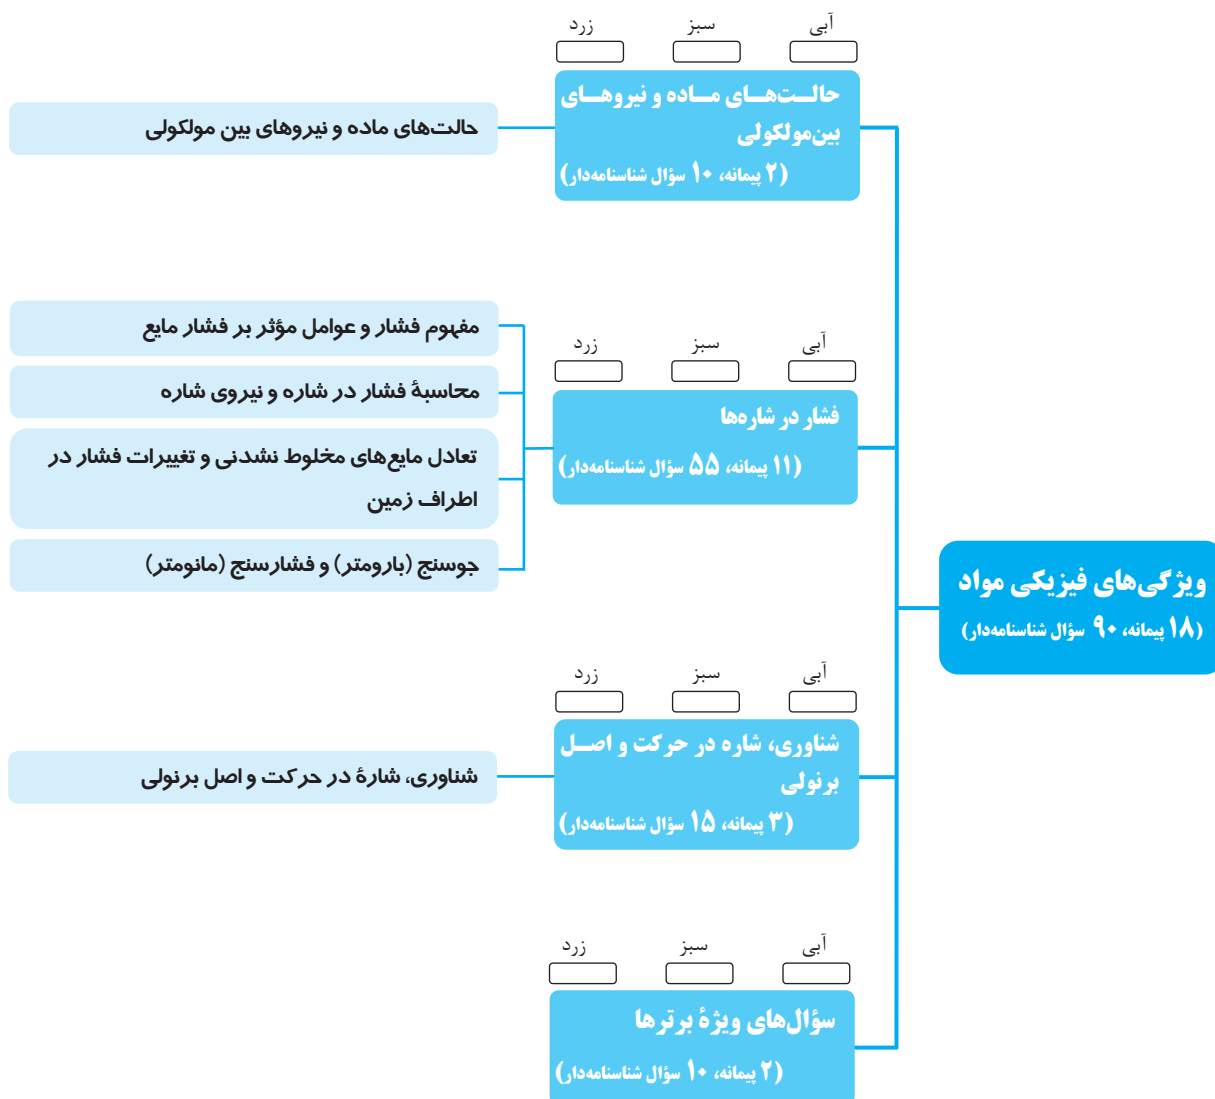 ویژگی‌های فیزیکی مواد
(۱۸ پیمانه، ۹۰ سؤال شناسنامه‌دار)
آبی
سبز
زرد
حالــت‌هــای مــاده و نیروهــای
بین‌مولکولی
(۲ پیمانه، ۱۰ سؤال شناسنامه‌دار)
حالت‌های ماده و نیروهای بین مولکولی
آبی
سبز
زرد
فشار در شاره‌ها
(۱۱ پیمانه، ۵۵ سؤال شناسنامه‌دار)
مفهوم فشار و عوامل مؤثر بر فشار مایع
محاسبهٔ فشار در شاره و نیروی شاره
تعادل مایع‌های مخلوط نشدنی و تغییرات فشار در
اطراف زمین
جوسنج (بارومتر) و فشارسنج (مانومتر)
آبی
سبز
زرد
شناوری، شاره در حرکت و اصــل
برنولی
(۳ پیمانه، ۱۵ سؤال شناسنامه‌دار)
شناوری، شارهٔ در حرکت و اصل برنولی
آبی
سبز
زرد
سؤال‌های ویژهٔ برترها
(۲ پیمانه، ۱۰ سؤال شناسنامه‌دار)